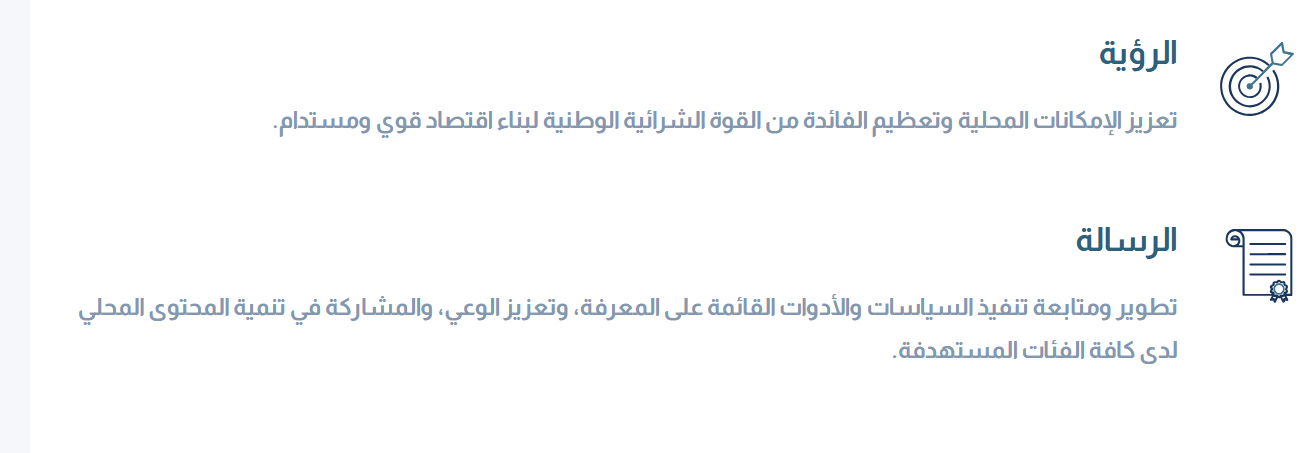 الرؤية
تعزيز الإمكانات المحلية وتعظيم الفائدة من القوة الشرائية الوطنية لبناء اقتصاد قوي ومستدام.
الرسالة
تطوير ومتابعة تنفيذ السياسات والأدوات القائمة على المعرفة، وتعزيز الوعي، والمشاركة في تنمية المحتوى المحلي
لدى كافة الفئات المستهدفة.